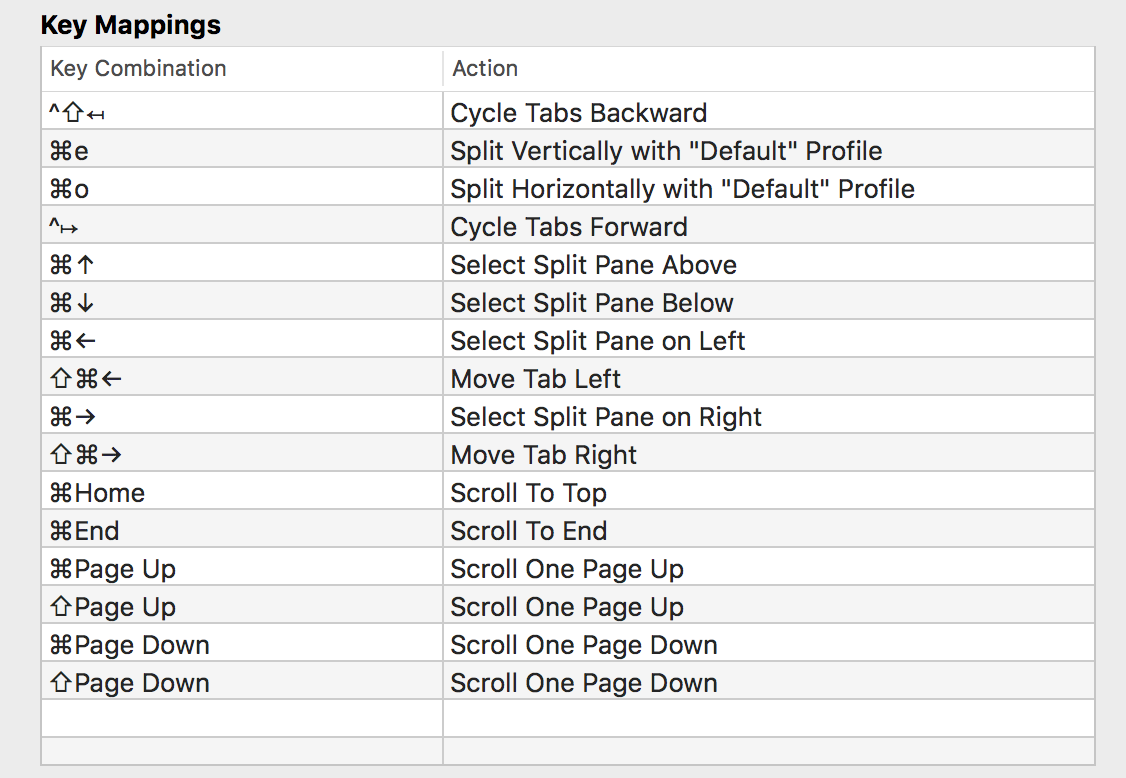 Key Mappings
Key Combination Action
^⇧↤ Cycle Tabs Backward
⌘e Split Vertically with "Default" Profile
⌘o Split Horizontally with "Default" Profile
^↦ Cycle Tabs Forward
⌘↑ Select Split Pane Above
⌘↓ Select Split Pane Below
⌘← Select Split Pane on Left
⇧⌘← Move Tab Left
⌘→ Select Split Pane on Right
⇧⌘→ Move Tab Right
⌘Home Scroll To Top
⌘End Scroll To End
⌘Page Up Scroll One Page Up
⇧Page Up Scroll One Page Up
⌘Page Down Scroll One Page Down
⇧Page Down Scroll One Page Down